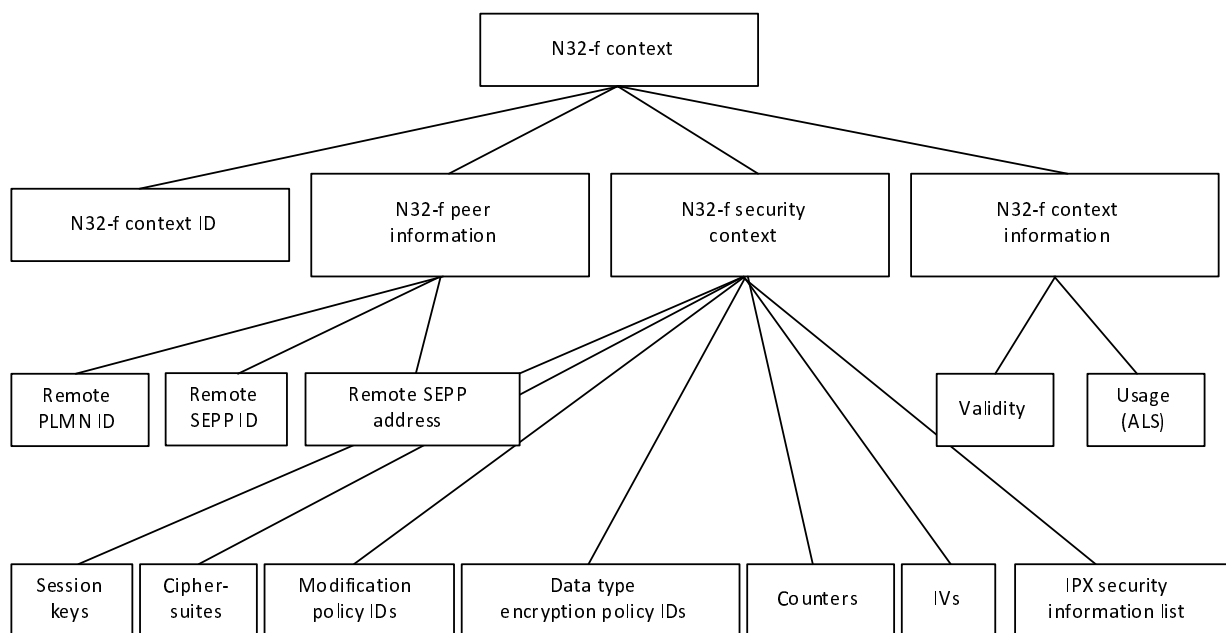 N32-f context
N32-f context ID
N32-f peer
information
N32-f security
context
N32-f context
information
Remote
PLMN ID
Remote
SEPP ID
Remote SEPP
address
Validity
Usage
(ALS)
Session
keys
Cipher-
suites
Modification
policy IDs
Data type
encryption policy IDs
Counters
IVs
IPX security
information list